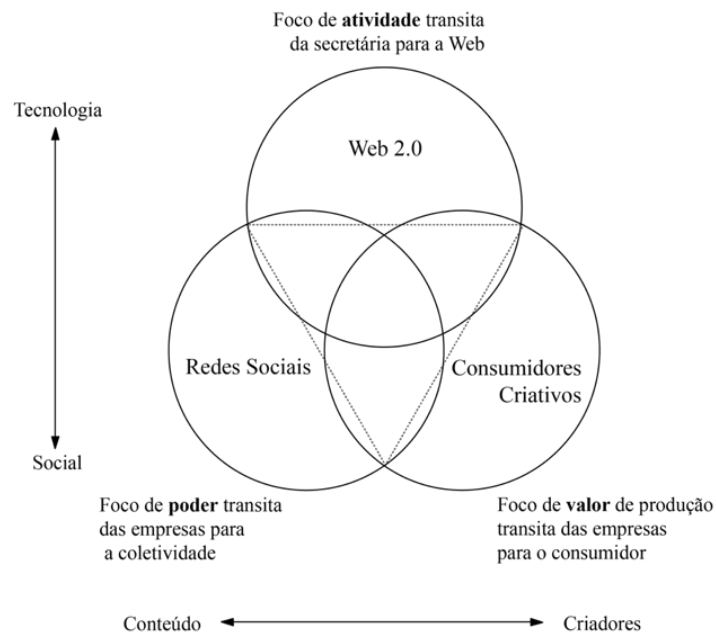 Foco de atividade transita
da secretária para a Web
Tecnologia
Web 2.0
Redes Sociais
Consumidores
Criativos
Social
Foco de poder transita
das empresas para
a coletividade
Foco de valor de produção
transita das empresas
para o consumidor
Conteúdo
Criadores